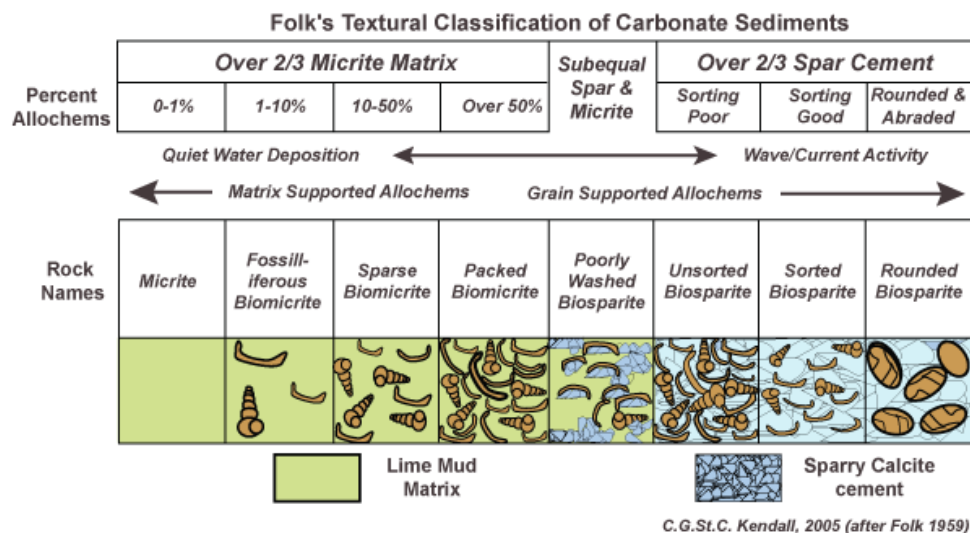 Folk's Textural Classification of Carbonate Sediments
Over 2/3 Micrite Matrix
Subequal
Spar &
Micrite
Over 2/3 Spar Cement
Percent
Allochems
0-1%
1-10%
10-50%
Over 50%
Sorting
Poor
Sorting
Good
Rounded &
Abraded
Quiet Water Deposition
Wave/Current Activity
Matrix Supported Allochems
Grain Supported Allochems
Rock
Names
Micrite
Fossill-
iferous
Biomicrite
Sparse
Biomicrite
Packed
Biomicrite
Poorly
Washed
Biosparite
Unsorted
Biosparite
Sorted
Biosparite
Rounded
Biosparite
Lime Mud
Matrix
Sparry Calcite
cement
C.G.St.C. Kendall, 2005 (after Folk 1959)